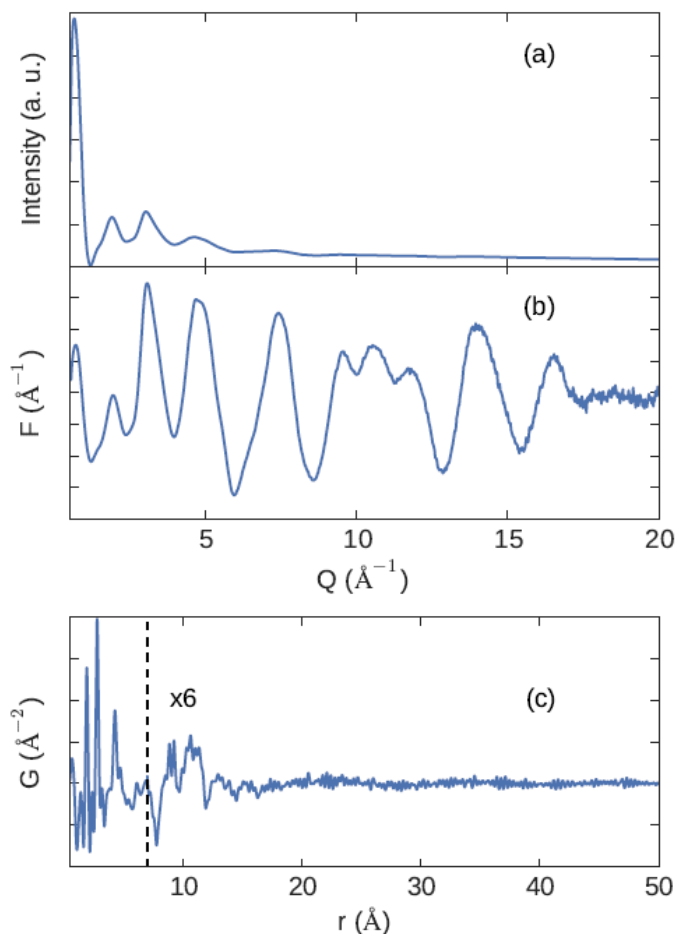 Intensity (a. u.)
(a)
F (Å⁻¹)
(b)
5 10 15 20
Q (Å⁻¹)
G (Å⁻²)
x6
(c)
10 20 30 40 50
r (Å)